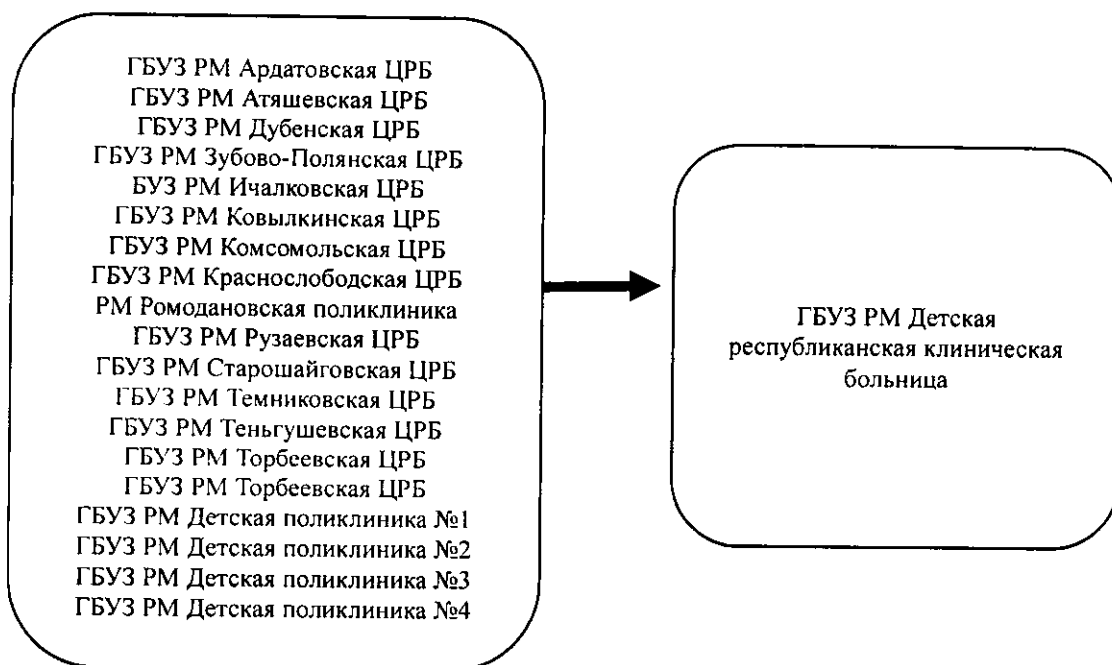 ГБУЗ РМ Ардатовская ЦРБ
ГБУЗ РМ Атяшевская ЦРБ
ГБУЗ РМ Дубенская ЦРБ
ГБУЗ РМ Зубово-Полянская ЦРБ
БУЗ РМ Ичалковская ЦРБ
ГБУЗ РМ Ковылкинская ЦРБ
ГБУЗ РМ Комсомольская ЦРБ
ГБУЗ РМ Краснослободская ЦРБ
РМ Ромодановская поликлиника
ГБУЗ РМ Рузаевская ЦРБ
ГБУЗ РМ Старошайговская ЦРБ
ГБУЗ РМ Темниковская ЦРБ
ГБУЗ РМ Теньгушевская ЦРБ
ГБУЗ РМ Торбеевская ЦРБ
ГБУЗ РМ Торбеевская ЦРБ
ГБУЗ РМ Детская поликлиника №1
ГБУЗ РМ Детская поликлиника №2
ГБУЗ РМ Детская поликлиника №3
ГБУЗ РМ Детская поликлиника №4
ГБУЗ РМ Детская
республиканская клиническая
больница